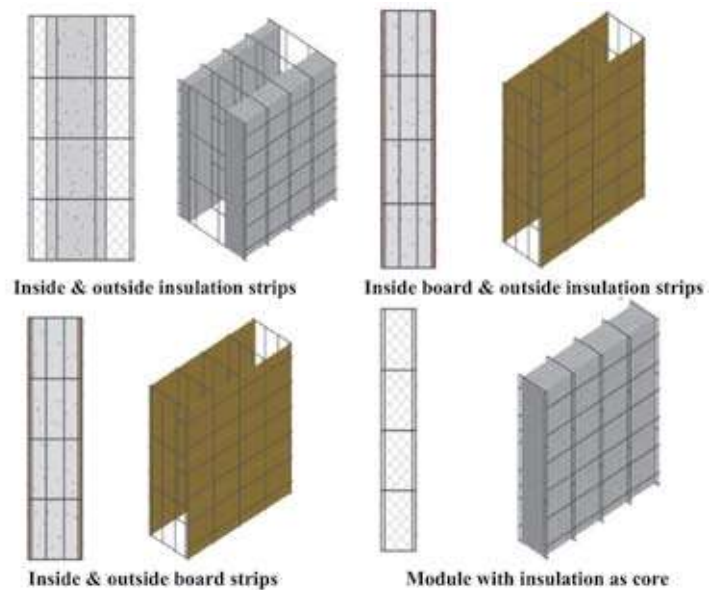 Inside & outside insulation strips
Inside board & outside insulation strips
Inside & outside board strips
Module with insulation as core